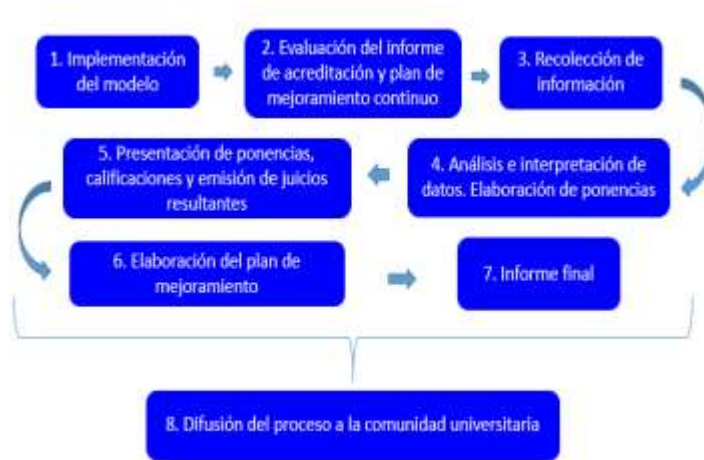 1. Implementación
del modelo
2. Evaluación del informe
de acreditación y plan de
mejoramiento continuo
3. Recolección de
información
5. Presentación de ponencias,
calificaciones y emisión de juicios
resultantes
4. Análisis e interpretación de
datos. Elaboración de ponencias
6. Elaboración del plan de
mejoramiento
7. Informe final
8. Difusión del proceso a la comunidad universitaria